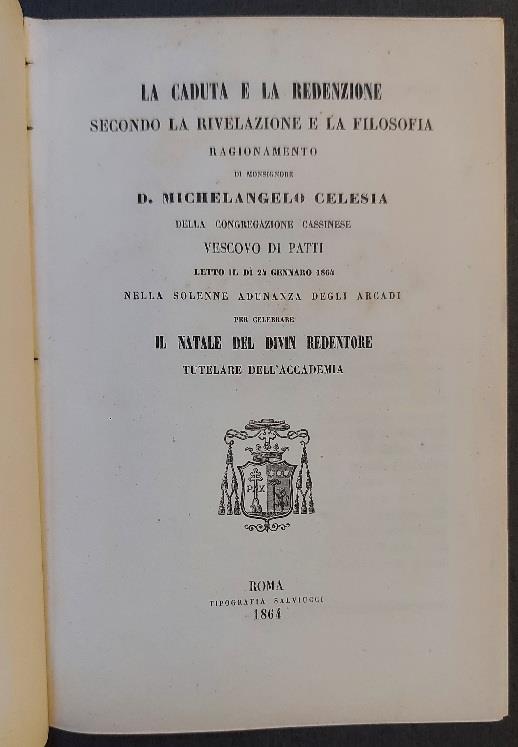 LA CADUTA E LA REDENZIONE
SECONDO LA RIVELAZIONE E LA FILOSOFIA
RAGIONAMENTO
DI MONSIGNORE
D. MICHELANGELO CELESIA
DELLA CONGREGAZIONE CASSINESE
VESCOVO DI PATTI
LETTO IL DI 24 GENNARO 1864
NELLA SOLENNE ADUNANZA DEGLI ARCADI
PER CELEBRARE
IL NATALE DEL DIVIN REDENTORE
TUTELARE DELL'ACCADEMIA
PAX
ROMA
TIPOGRAFIA SALVIUCCI
1864